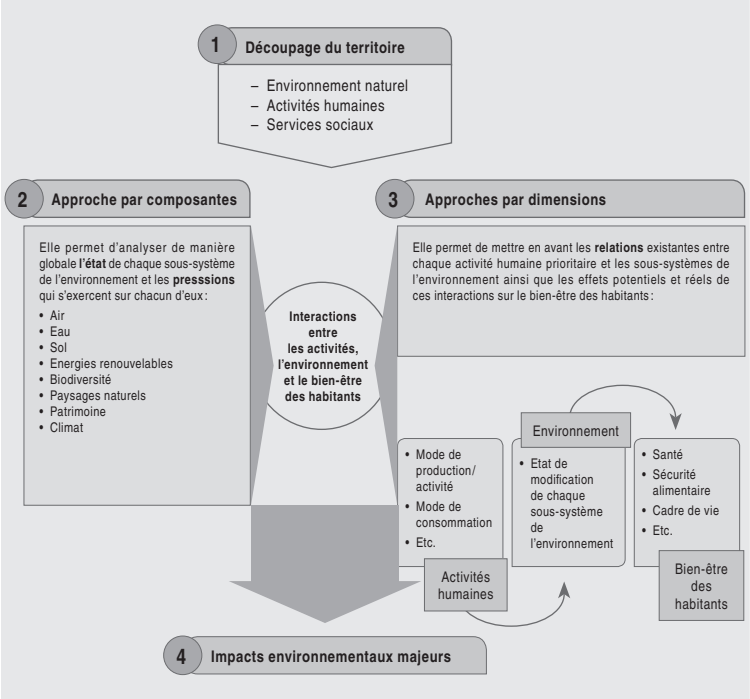 1 Découpage du territoire
– Environnement naturel
– Activités humaines
– Services sociaux
2 Approche par composantes
Elle permet d'analyser de manière
globale l'état de chaque sous-système
de l'environnement et les presssions
qui s'exercent sur chacun d'eux :
• Air
• Eau
• Sol
• Energies renouvelables
• Biodiversité
• Paysages naturels
• Patrimoine
• Climat
Interactions
entre
les activités,
l'environnement
et le bien-être
des habitants
3 Approches par dimensions
Elle permet de mettre en avant les relations existantes entre
chaque activité humaine prioritaire et les sous-systèmes de
l'environnement ainsi que les effets potentiels et réels de
ces interactions sur le bien-être des habitants :
• Mode de
production/
activité
• Mode de
consommation
• Etc.
Activités
humaines
Environnement
• Etat de
modification
de chaque
sous-système
de
l'environnement
• Santé
• Sécurité
alimentaire
• Cadre de vie
• Etc.
Bien-être
des
habitants
4 Impacts environnementaux majeurs